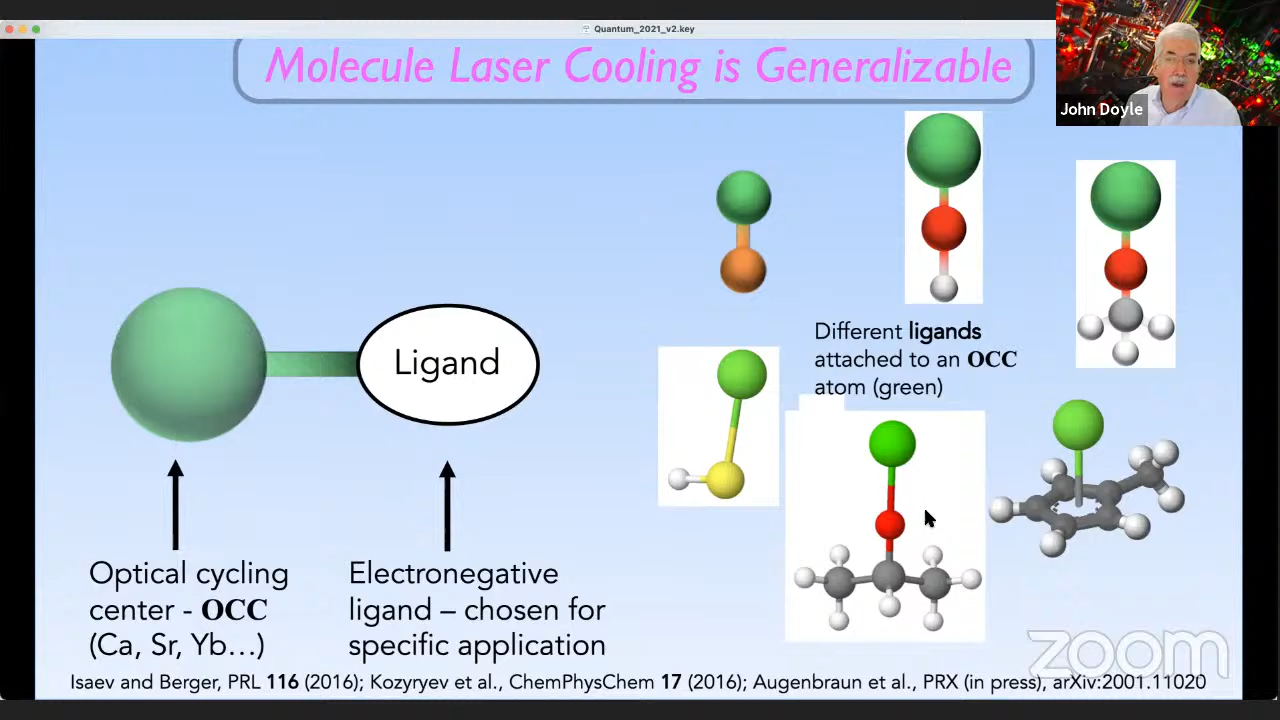 Quantum_2021_v2.key
Molecule Laser Cooling is Generalizable
John Doyle
Different ligands
attached to an OCC
atom (green)
Ligand
Optical cycling
center - OCC
(Ca, Sr, Yb...)
Electronegative
ligand – chosen for
specific application
zoom
Isaev and Berger, PRL 116 (2016); Kozyryev et al., ChemPhysChem 17 (2016); Augenbraun et al., PRX (in press), arXiv:2001.11020